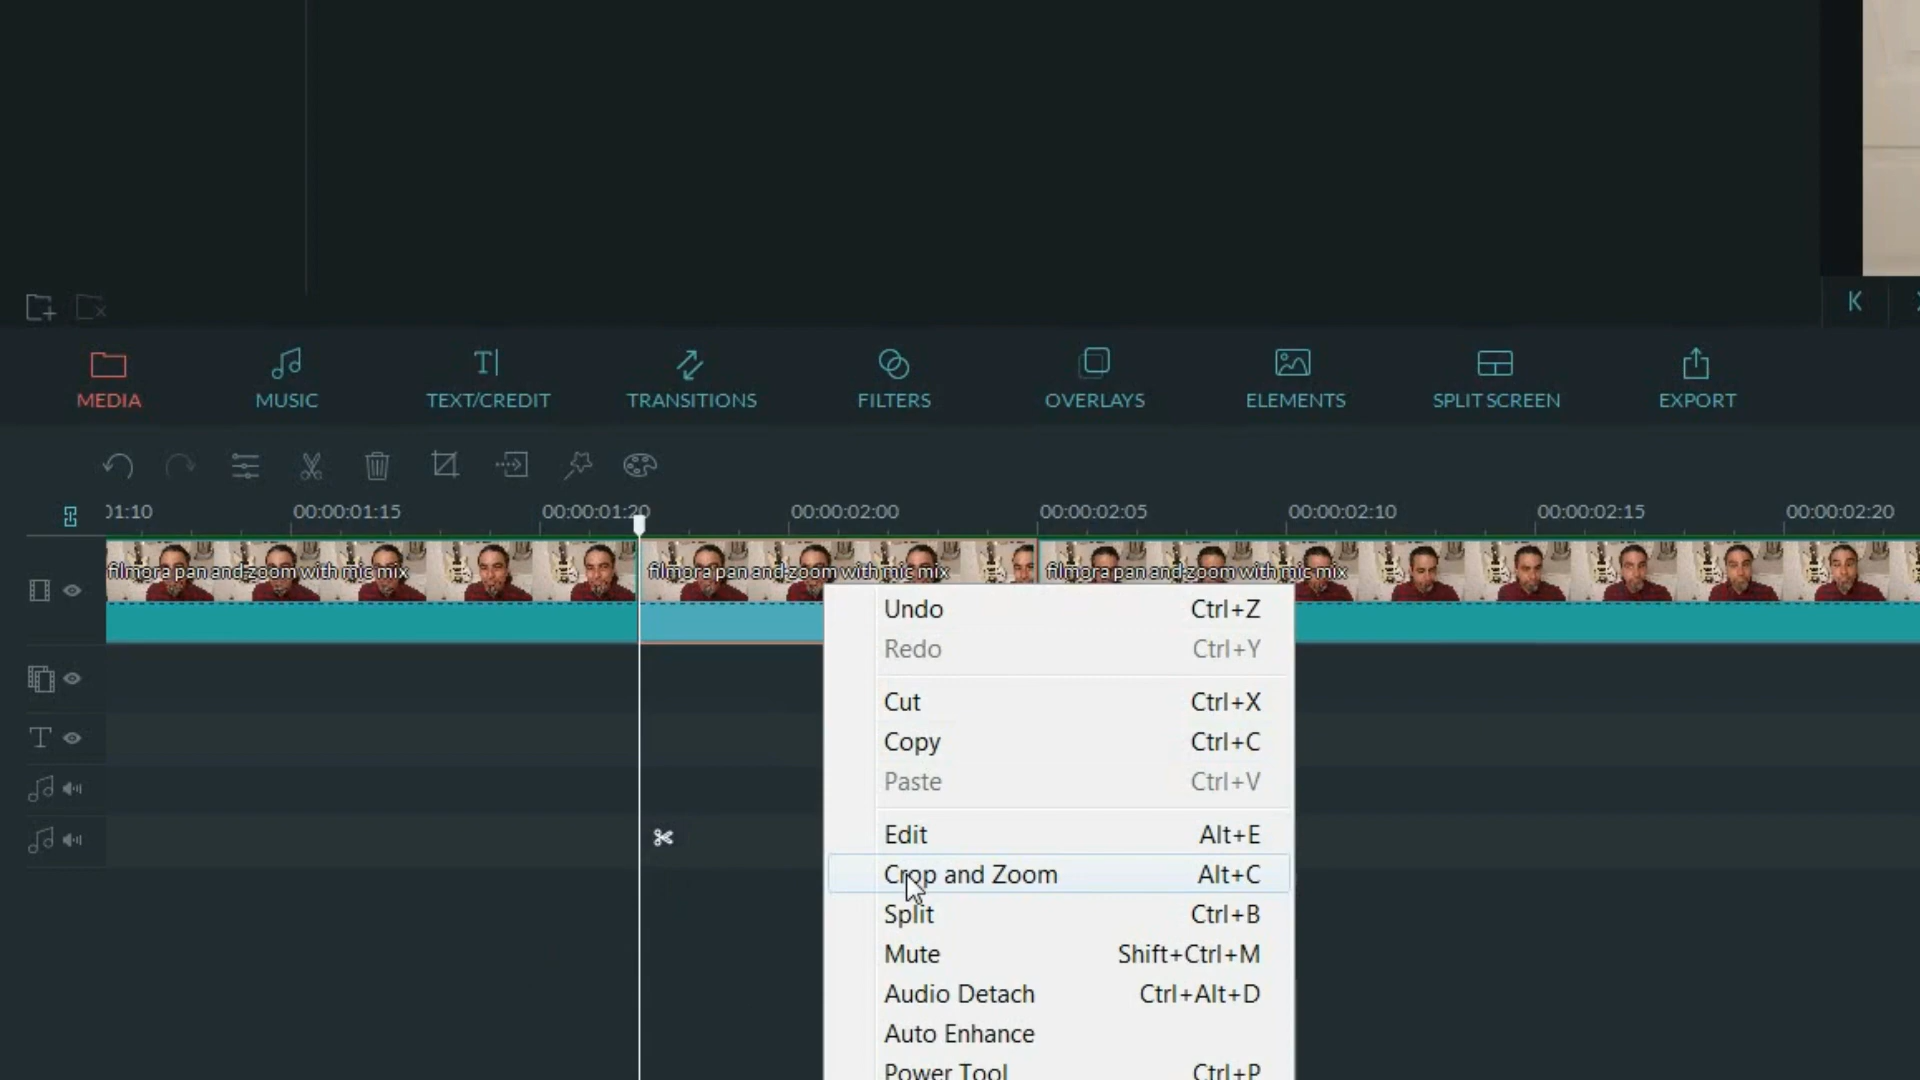 MEDIA
MUSIC
TEXT/CREDIT
TRANSITIONS
FILTERS
OVERLAYS
ELEMENTS
SPLIT SCREEN
EXPORT
01:10
00:00:01:15
00:00:01:20
00:00:02:00
00:00:02:05
00:00:02:10
00:00:02:15
00:00:02:20
filmora pan and zoom with mic mix
filmora pan and zoom with mic mix
filmora pan and zoom with mic mix
Undo Ctrl+Z
Redo Ctrl+Y
Cut Ctrl+X
Copy Ctrl+C
Paste Ctrl+V
Edit Alt+E
Crop and Zoom Alt+C
Split Ctrl+B
Mute Shift+Ctrl+M
Audio Detach Ctrl+Alt+D
Auto Enhance
Power Tool Ctrl+P